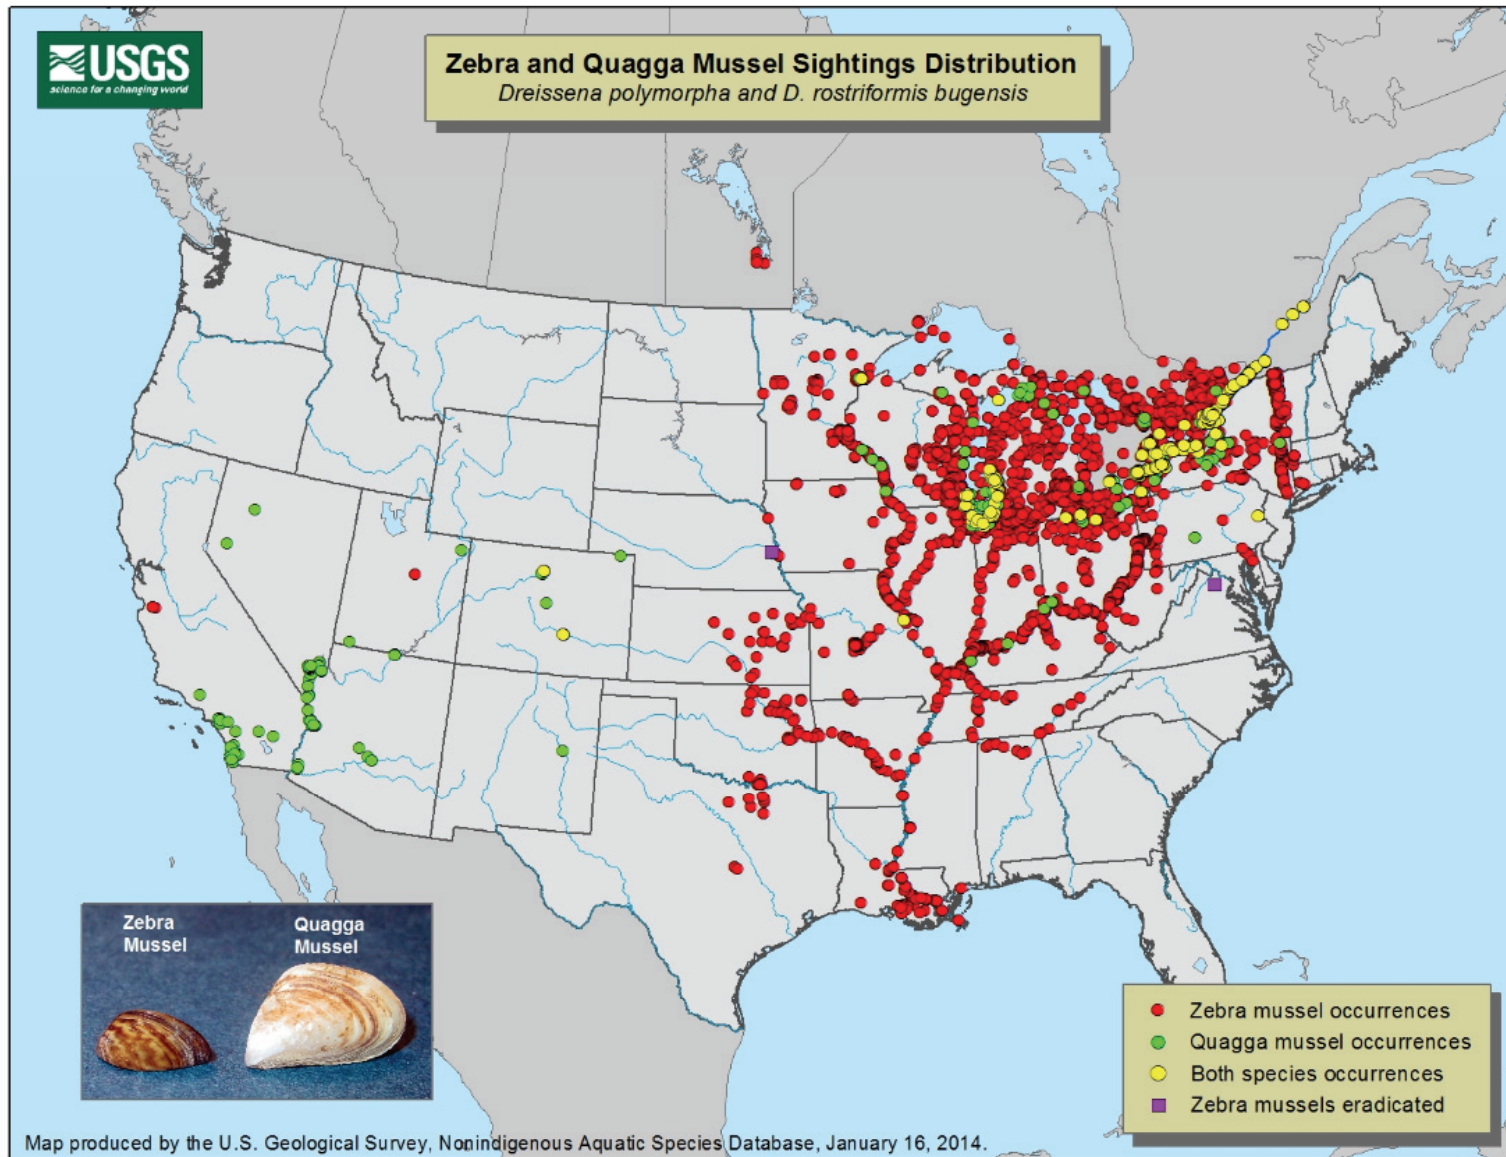 USGS
science for a changing world
Zebra and Quagga Mussel Sightings Distribution
Dreissena polymorpha and D. rostriformis bugensis
Zebra
Mussel
Quagga
Mussel
Zebra mussel occurrences
Quagga mussel occurrences
Both species occurrences
Zebra mussels eradicated
Map produced by the U.S. Geological Survey, Nonindigenous Aquatic Species Database, January 16, 2014.